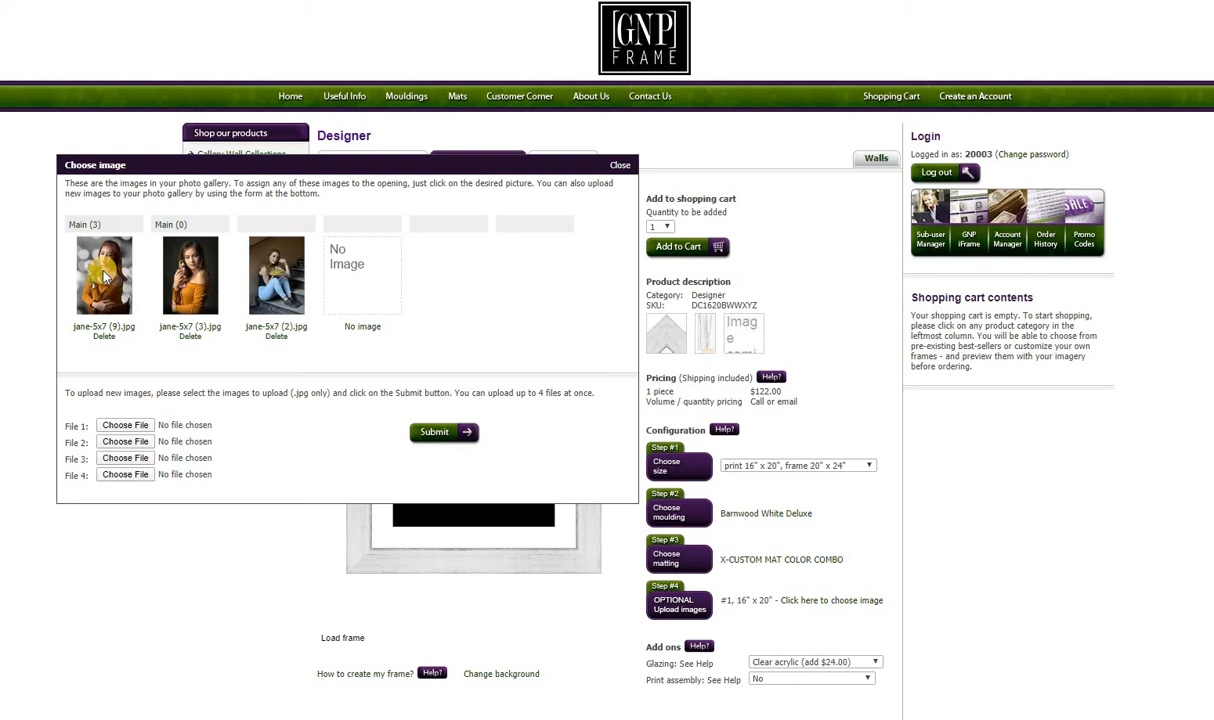 [GNP]
FRAME
Home
Useful Info
Mouldings
Mats
Customer Corner
About Us
Contact Us
Shopping Cart
Create an Account
Shop our products
Gallery Wall Collections
Designer
Walls
Choose image
Close
These are the images in your photo gallery. To assign any of these images to the opening, just click on the desired picture. You can also upload
new images to your photo gallery by using the form at the bottom.
Main (3)
Main (0)
No
Image
jane-5x7 (9).jpg
Delete
jane-5x7 (3).jpg
Delete
jane-5x7 (2).jpg
Delete
No image
To upload new images, please select the images to upload (.jpg only) and click on the Submit button. You can upload up to 4 files at once.
File 1: Choose File No file chosen
File 2: Choose File No file chosen
File 3: Choose File No file chosen
File 4: Choose File No file chosen
Submit
Load frame
How to create my frame? Help?
Change background
Add to shopping cart
Quantity to be added
1
Add to Cart
Product description
Category: Designer
SKU: DC1620BWWXYZ
Imag
e
Pricing (Shipping included) Help?
1 piece $122.00
Volume / quantity pricing Call or email
Configuration Help?
Step #1
Choose
size
print 16" x 20", frame 20" x 24"
Step #2
Choose
moulding
Barnwood White Deluxe
Step #3
Choose
matting
X-CUSTOM MAT COLOR COMBO
Step #4
OPTIONAL
Upload images
#1, 16" x 20" - Click here to choose image
Add ons Help?
Glazing: See Help Clear acrylic (add $24.00)
Print assembly: See Help No
Login
Logged in as: 20003 (Change password)
Log out
SALE
Sub-user
Manager
GNP
iFrame
Account
Manager
Order
History
Promo
Codes
Shopping cart contents
Your shopping cart is empty. To start shopping,
please click on any product category in the
leftmost column. You will be able to choose from
pre-existing best-sellers or customize your own
frames - and preview them with your imagery
before ordering.